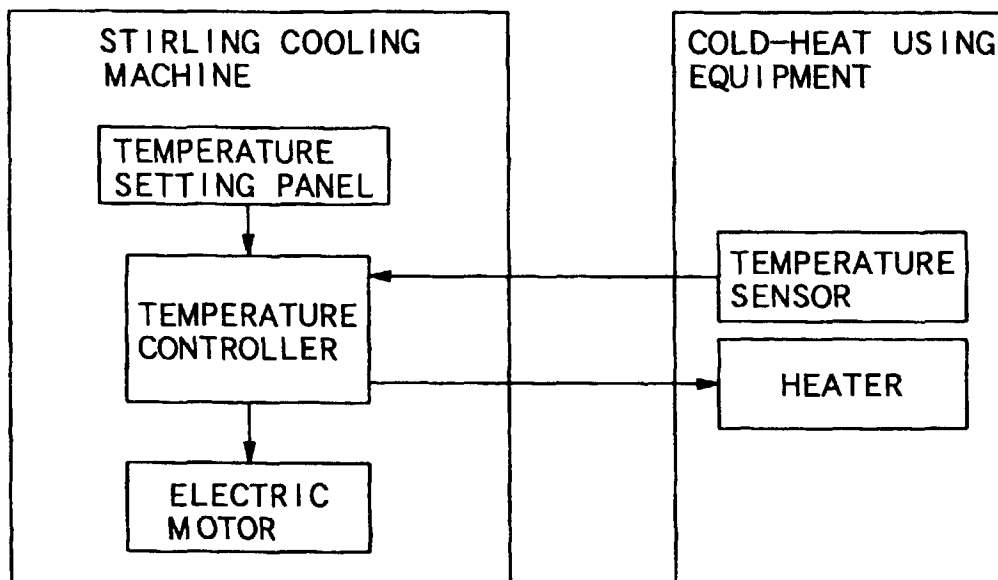 STIRLING COOLING
MACHINE
TEMPERATURE
SETTING PANEL
TEMPERATURE
CONTROLLER
ELECTRIC
MOTOR
COLD-HEAT USING
EQUIPMENT
TEMPERATURE
SENSOR
HEATER